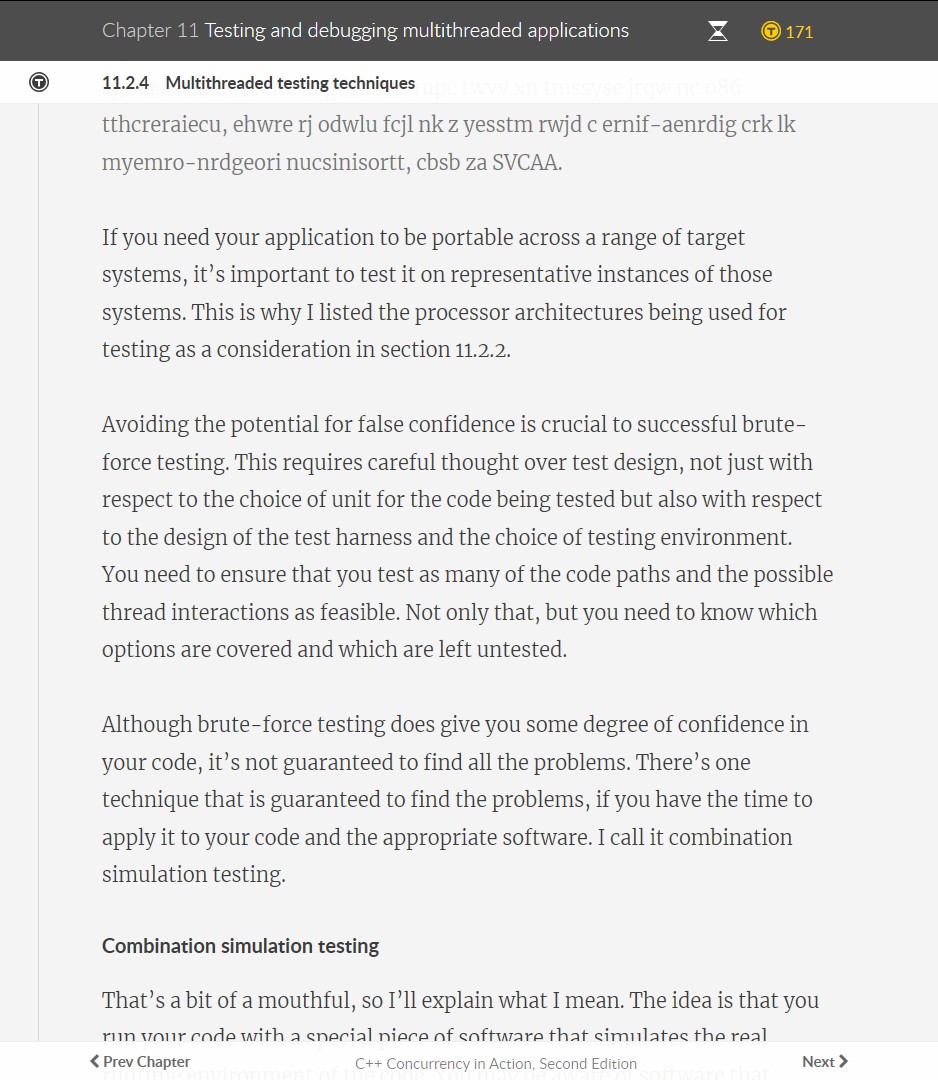 Chapter 11 Testing and debugging multithreaded applications
171
11.2.4 Multithreaded testing techniques
tthcreraiecu, ehwre rj odwlu fcjl nk z yesstm rwjd c ernif-aenrdig crk lk
myemro-nrdgeori nucsinisortt, cbsb za SVCAA.
If you need your application to be portable across a range of target
systems, it’s important to test it on representative instances of those
systems. This is why I listed the processor architectures being used for
testing as a consideration in section 11.2.2.
Avoiding the potential for false confidence is crucial to successful brute-
force testing. This requires careful thought over test design, not just with
respect to the choice of unit for the code being tested but also with respect
to the design of the test harness and the choice of testing environment.
You need to ensure that you test as many of the code paths and the possible
thread interactions as feasible. Not only that, but you need to know which
options are covered and which are left untested.
Although brute-force testing does give you some degree of confidence in
your code, it’s not guaranteed to find all the problems. There’s one
technique that is guaranteed to find the problems, if you have the time to
apply it to your code and the appropriate software. I call it combination
simulation testing.
Combination simulation testing
That’s a bit of a mouthful, so I’ll explain what I mean. The idea is that you
run your code with a special piece of software that simulates the real
Prev Chapter
C++ Concurrency in Action, Second Edition
Next